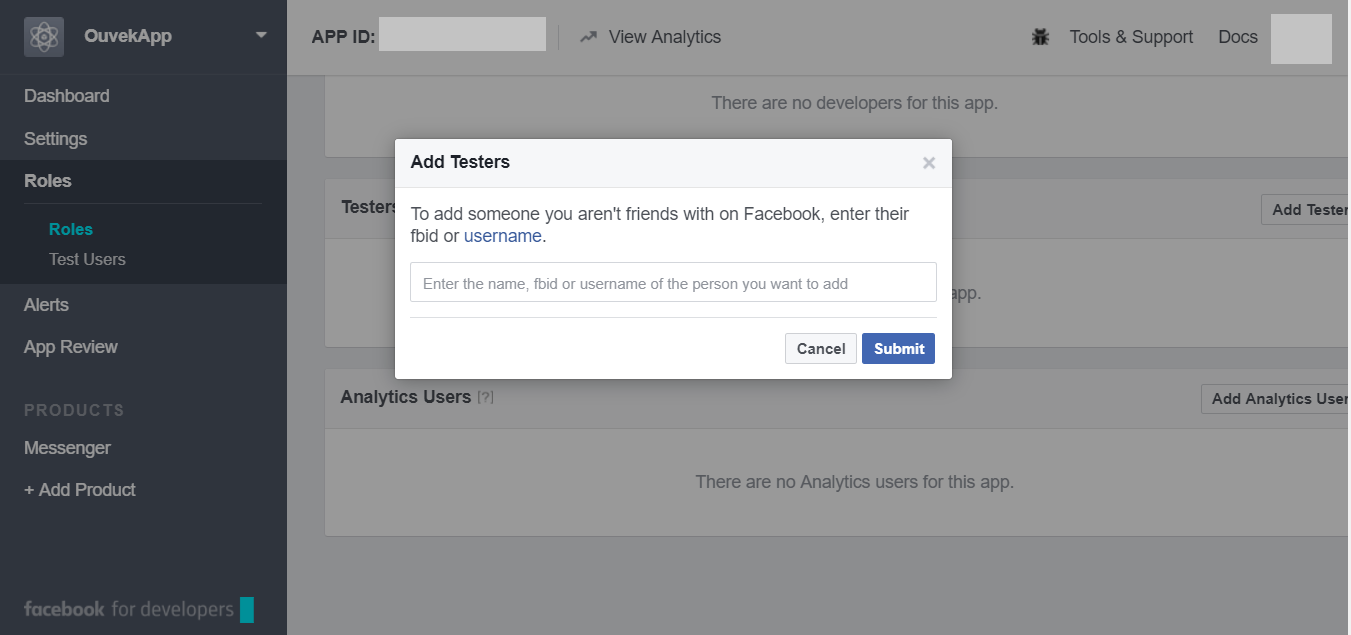 OuvekApp
APP ID:
View Analytics
Tools & Support
Docs
Dashboard
Settings
Roles
Roles
Test Users
Alerts
App Review
PRODUCTS
Messenger
+ Add Product
facebook for developers
There are no developers for this app.
Add Testers
×
To add someone you aren't friends with on Facebook, enter their
fbid or username.
Enter the name, fbid or username of the person you want to add
Cancel
Submit
Testers
Add Tester
app.
Analytics Users [?]
Add Analytics User
There are no Analytics users for this app.